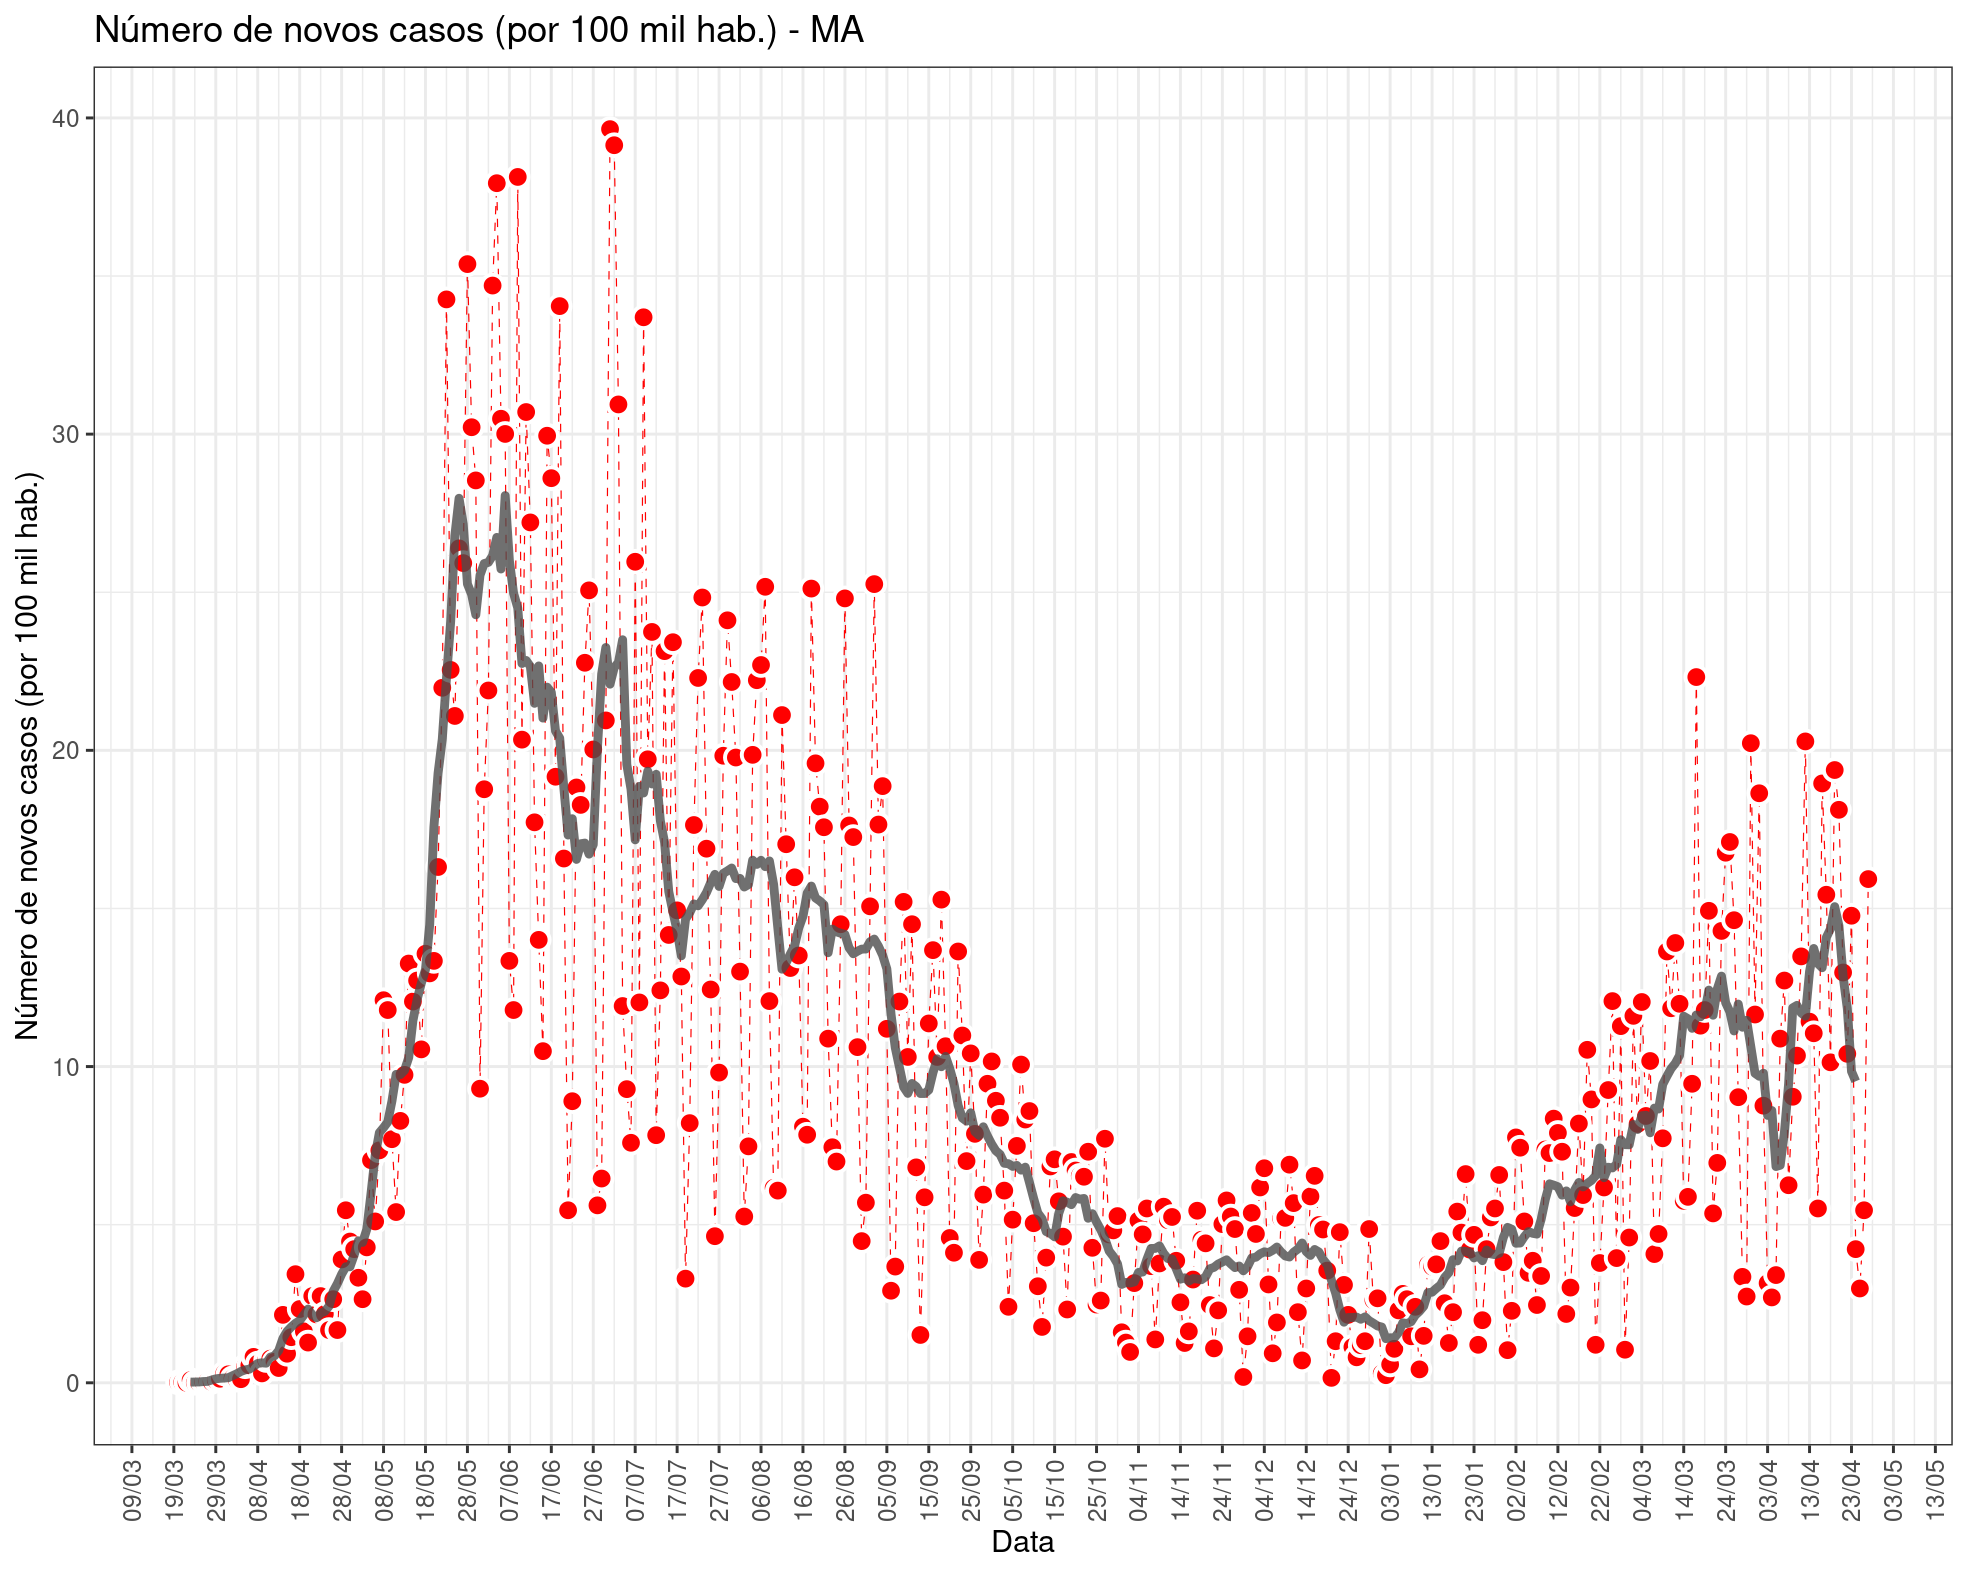 Número de novos casos (por 100 mil hab.) - MA
Número de novos casos (por 100 mil hab.)
40
30
20
10
0
09/03 19/03 29/03 08/04 18/04 28/04 08/05 18/05 28/05 07/06 17/06 27/06 07/07 17/07 27/07 06/08 16/08 26/08 05/09 15/09 25/09 05/10 15/10 25/10 04/11 14/11 24/11 04/12 14/12 24/12 03/01 13/01 23/01 02/02 12/02 22/02 04/03 14/03 24/03 03/04 13/04 23/04 03/05 13/05
Data